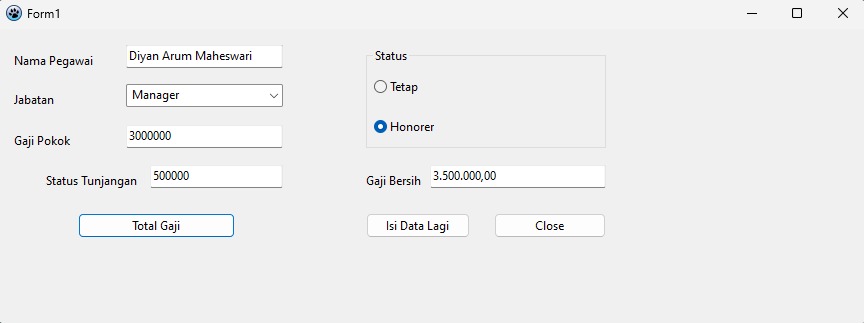 Form1
Nama Pegawai Diyan Arum Maheswari
Jabatan Manager
Gaji Pokok 3000000
Status Tunjangan 500000
Total Gaji
Status
Tetap
Honorer
Gaji Bersih 3.500.000,00
Isi Data Lagi Close